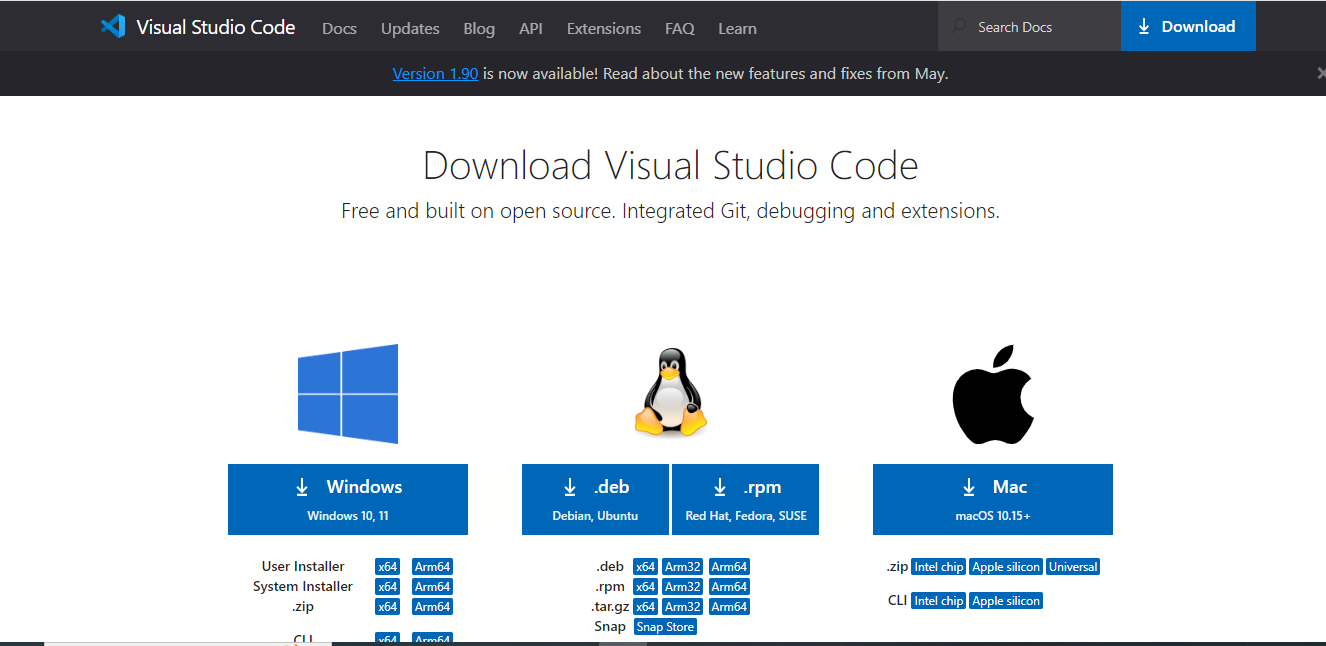 Visual Studio Code Docs Updates Blog API Extensions FAQ Learn Search Docs Download
Version 1.90 is now available! Read about the new features and fixes from May.
Download Visual Studio Code
Free and built on open source. Integrated Git, debugging and extensions.
Windows
Windows 10, 11
User Installer x64 Arm64
System Installer x64 Arm64
.zip x64 Arm64
CLI x64 Arm64
.deb
Debian, Ubuntu
.rpm
Red Hat, Fedora, SUSE
.deb x64 Arm32 Arm64
.rpm x64 Arm32 Arm64
.tar.gz x64 Arm32 Arm64
Snap Snap Store
Mac
macOS 10.15+
.zip Intel chip Apple silicon Universal
CLI Intel chip Apple silicon